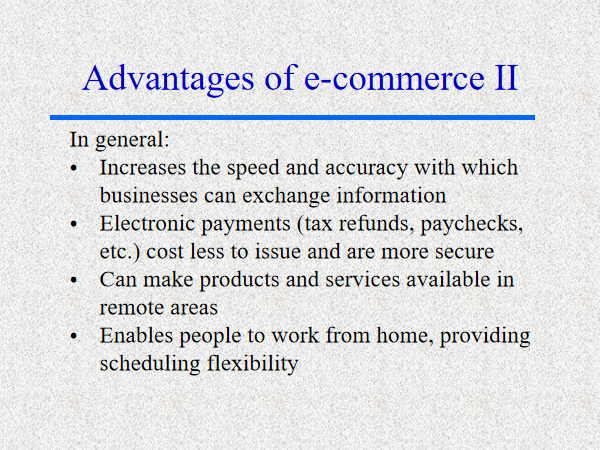 Advantages of e-commerce II
In general:
• Increases the speed and accuracy with which
businesses can exchange information
• Electronic payments (tax refunds, paychecks,
etc.) cost less to issue and are more secure
• Can make products and services available in
remote areas
• Enables people to work from home, providing
scheduling flexibility